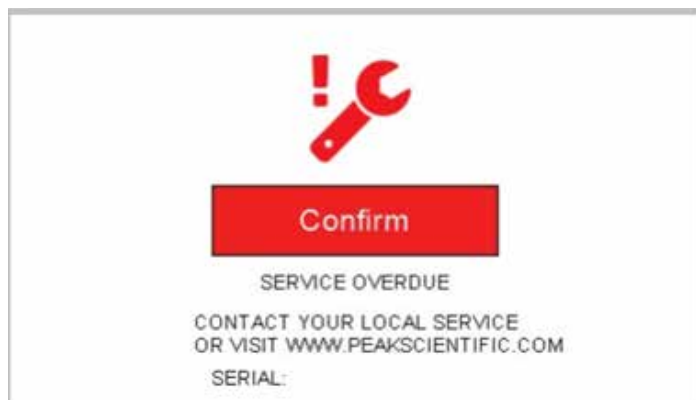 Confirm
SERVICE OVERDUE
CONTACT YOUR LOCAL SERVICE
OR VISIT WWW.PEAKSCIENTIFIC.COM
SERIAL: